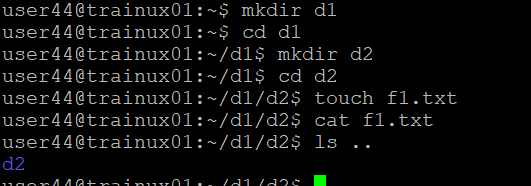 user44@trainux01:~$ mkdir d1
user44@trainux01:~$ cd d1
user44@trainux01:~/d1$ mkdir d2
user44@trainux01:~/d1$ cd d2
user44@trainux01:~/d1/d2$ touch f1.txt
user44@trainux01:~/d1/d2$ cat f1.txt
user44@trainux01:~/d1/d2$ ls ..
d2
user44@trainux01:~/d1/d2$